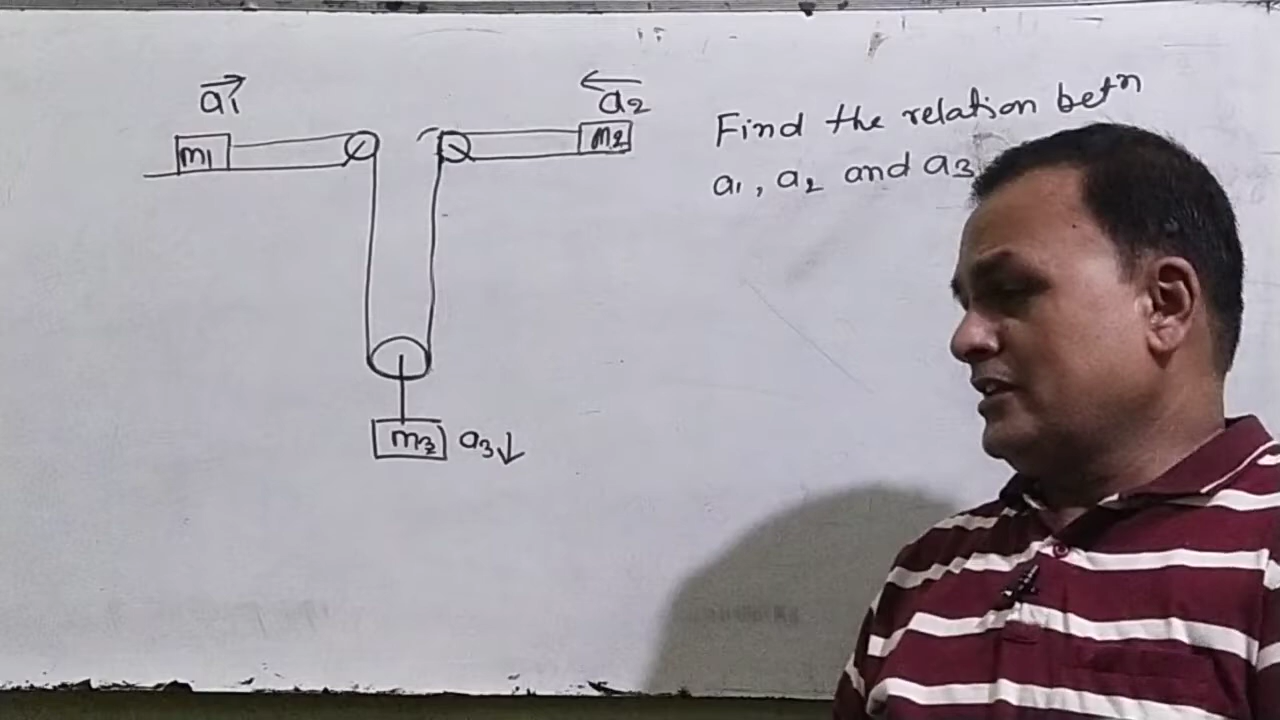 a₁
a₂
m₁
m₂
Find the relation betⁿ
a₁, a₂ and a₃
m₃ a₃↓